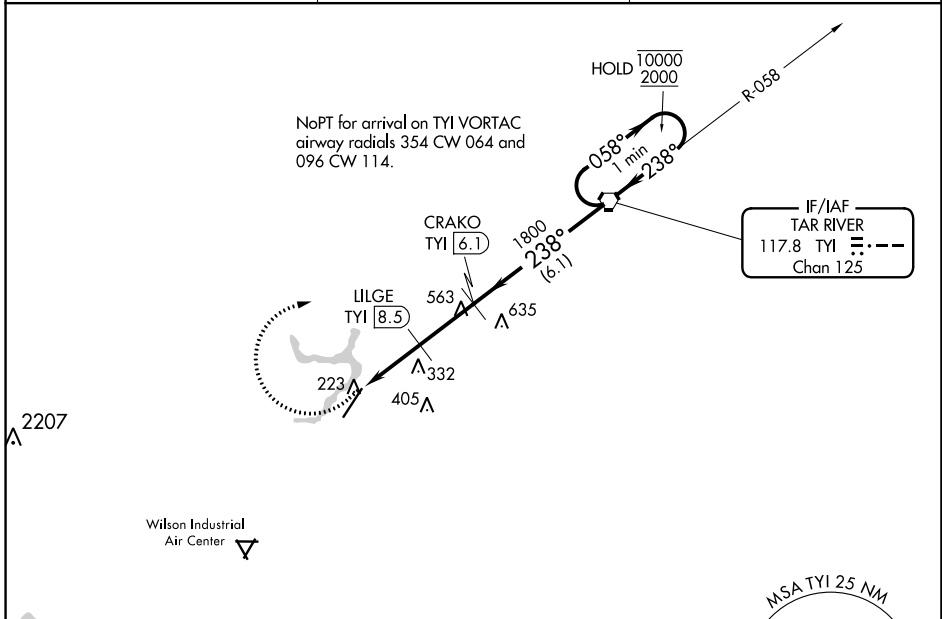 HOLD 10000
2000
R-058
NoPT for arrival on TYI VORTAC
airway radials 354 CW 064 and
096 CW 114.
058°
1 min
238°
IF/IAF
TAR RIVER
117.8 TYI
Chan 125
CRAKO
TYI 6.1
1800
238°
(6.1)
LILGE
TYI 8.5
563
635
332
223
405
2207
Wilson Industrial
Air Center
MSA TYI 25 NM